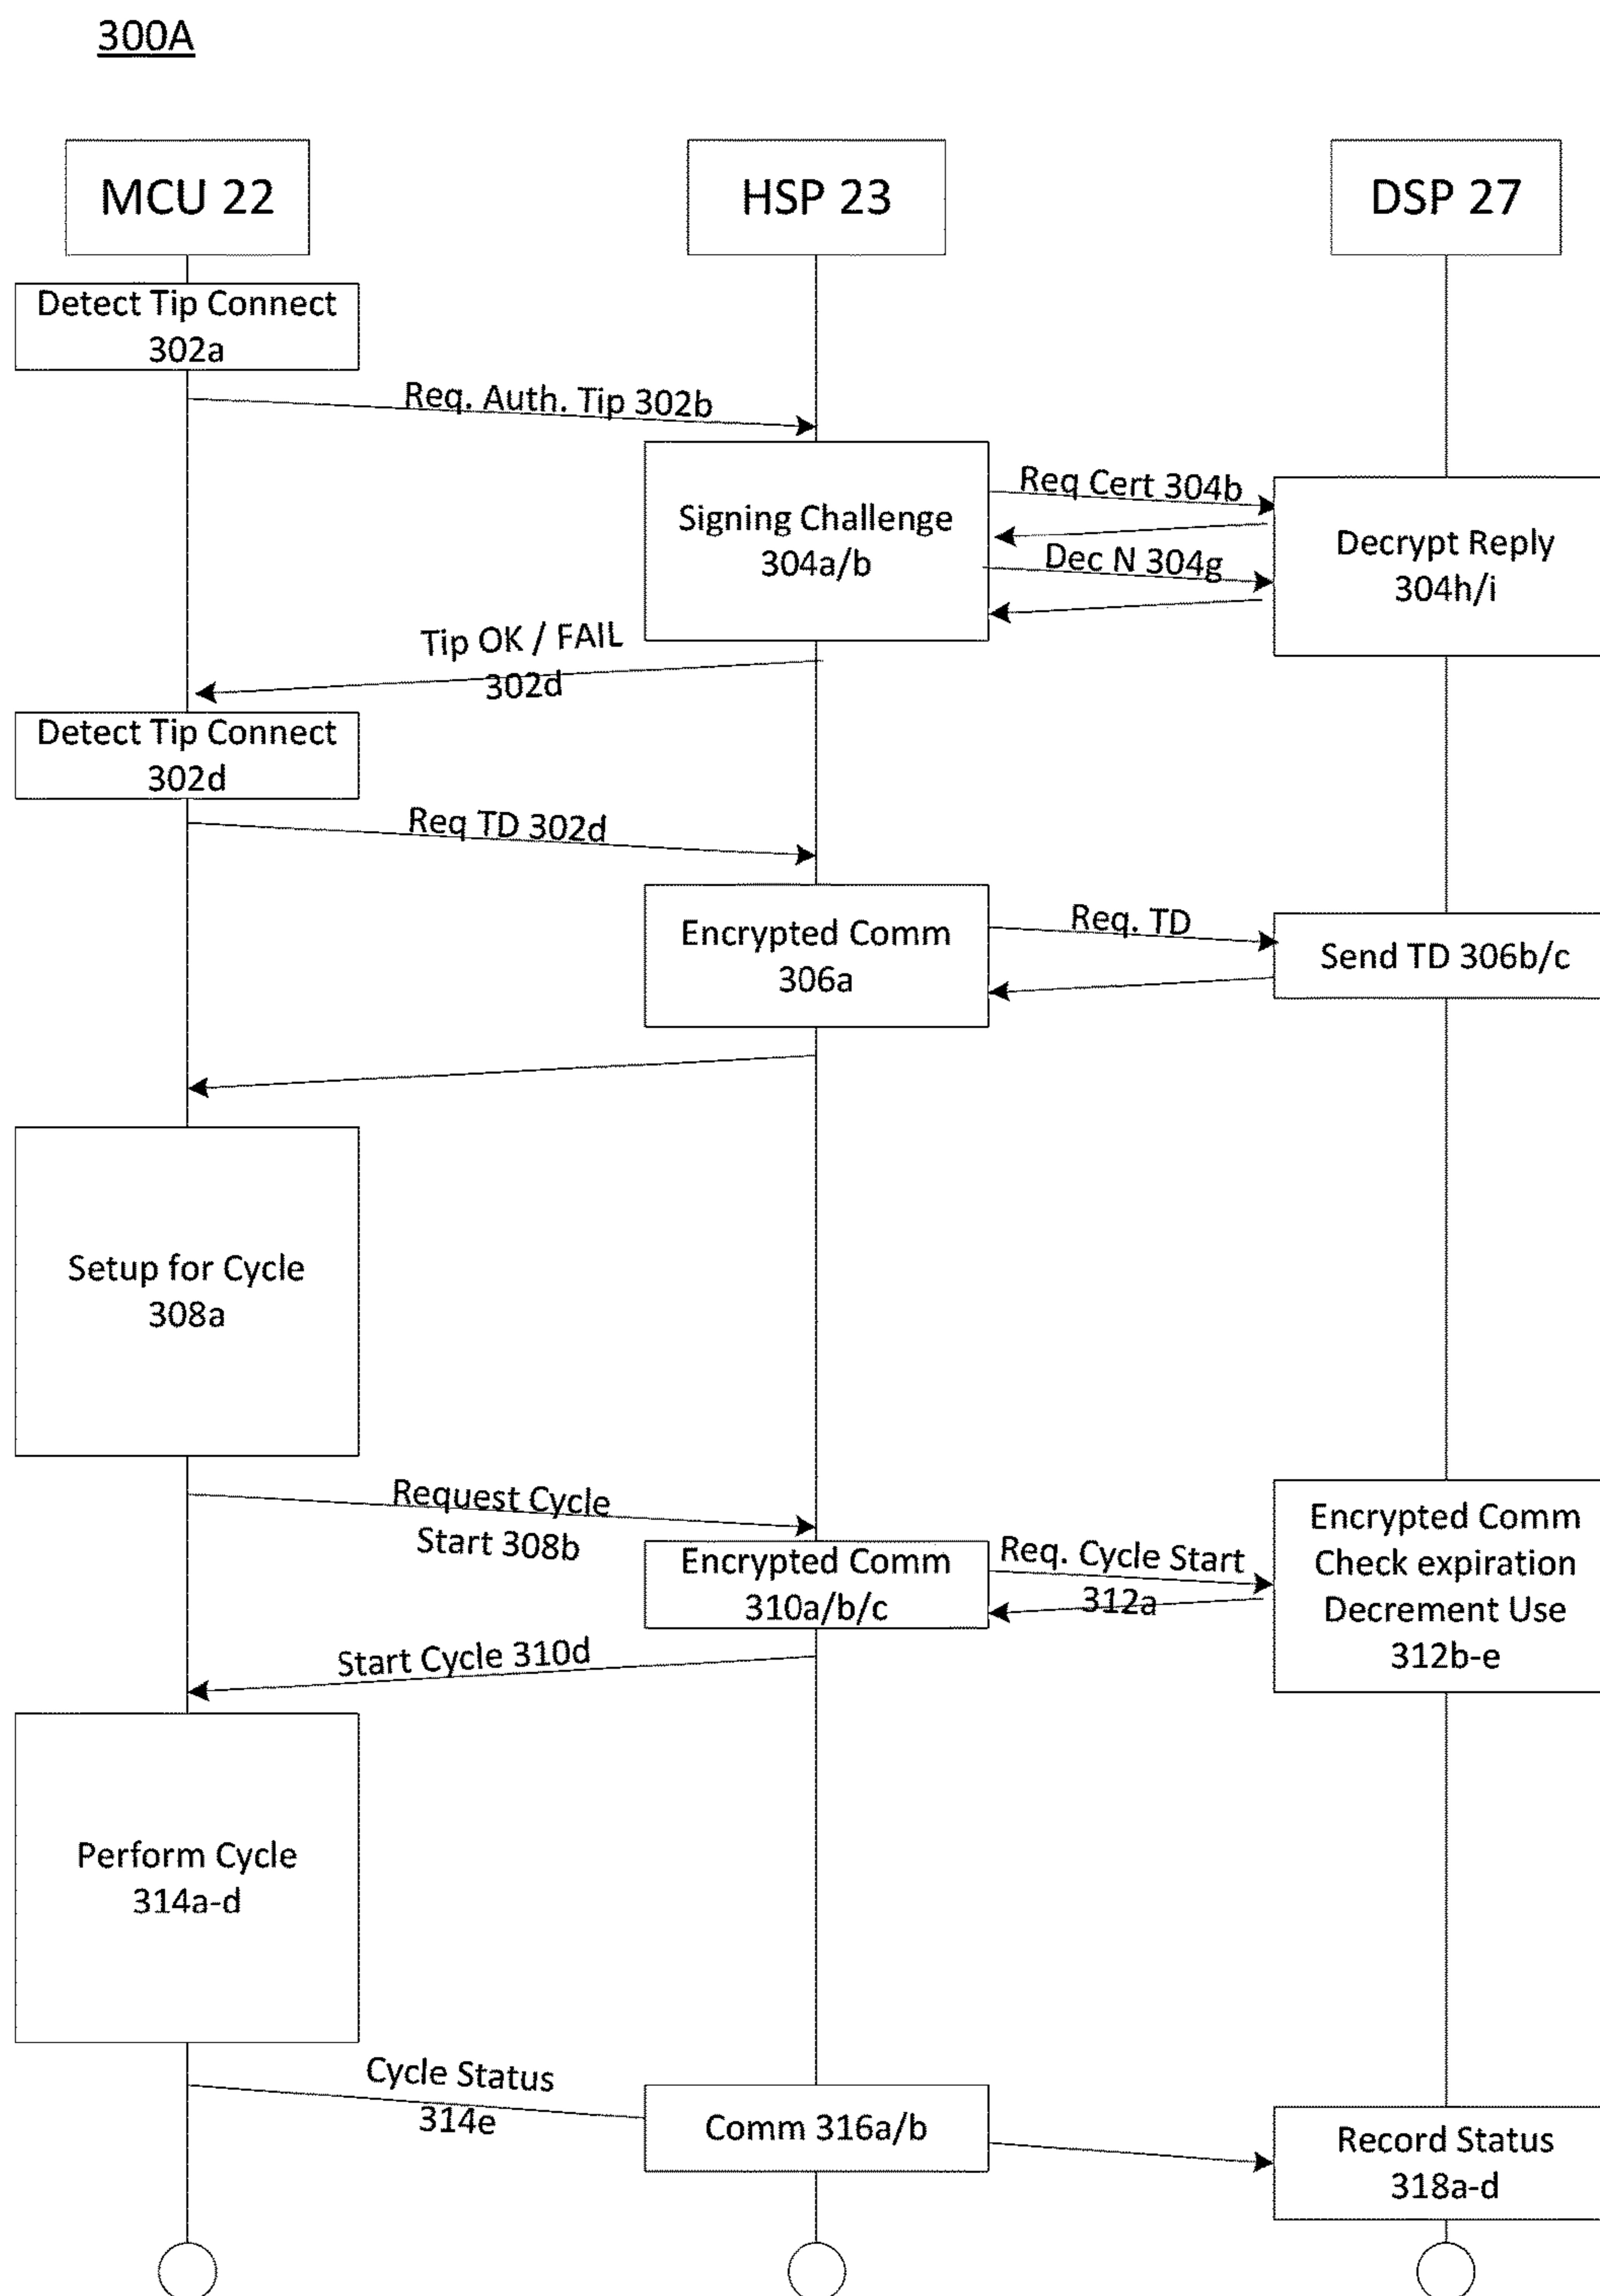 300A
MCU 22
HSP 23
DSP 27
Detect Tip Connect
302a
Req. Auth. Tip 302b
Signing Challenge
304a/b
Req Cert 304b
Dec N 304g
Decrypt Reply
304h/i
Tip OK / FAIL
302d
Detect Tip Connect
302d
Req TD 302d
Encrypted Comm
306a
Req. TD
Send TD 306b/c
Setup for Cycle
308a
Request Cycle
Start 308b
Encrypted Comm
310a/b/c
Req. Cycle Start
312a
Encrypted Comm
Check expiration
Decrement Use
312b-e
Start Cycle 310d
Perform Cycle
314a-d
Cycle Status
314e
Comm 316a/b
Record Status
318a-d